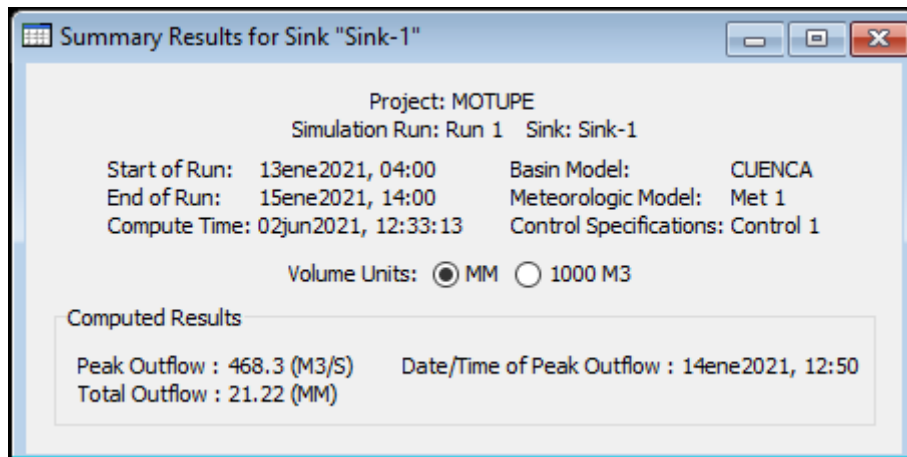 Summary Results for Sink "Sink-1"
Project: MOTUPE
Simulation Run: Run 1 Sink: Sink-1
Start of Run: 13ene2021, 04:00 Basin Model: CUENCA
End of Run: 15ene2021, 14:00 Meteorologic Model: Met 1
Compute Time: 02jun2021, 12:33:13 Control Specifications: Control 1
Volume Units: MM 1000 M3
Computed Results
Peak Outflow : 468.3 (M3/S) Date/Time of Peak Outflow : 14ene2021, 12:50
Total Outflow : 21.22 (MM)